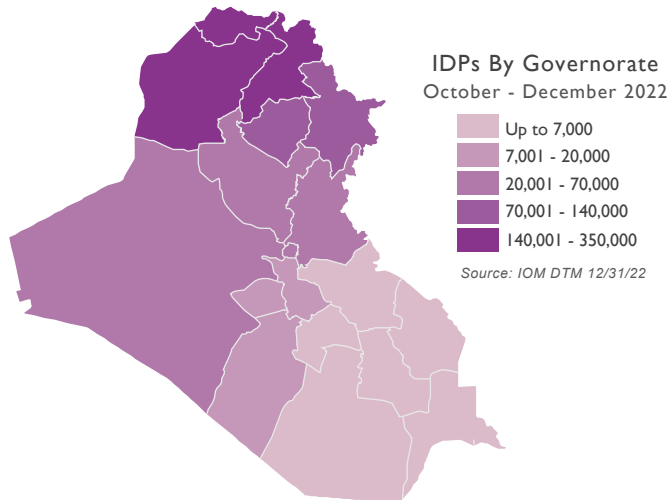 IDPs By Governorate
October - December 2022
Up to 7,000
7,001 - 20,000
20,001 - 70,000
70,001 - 140,000
140,001 - 350,000
Source: IOM DTM 12/31/22